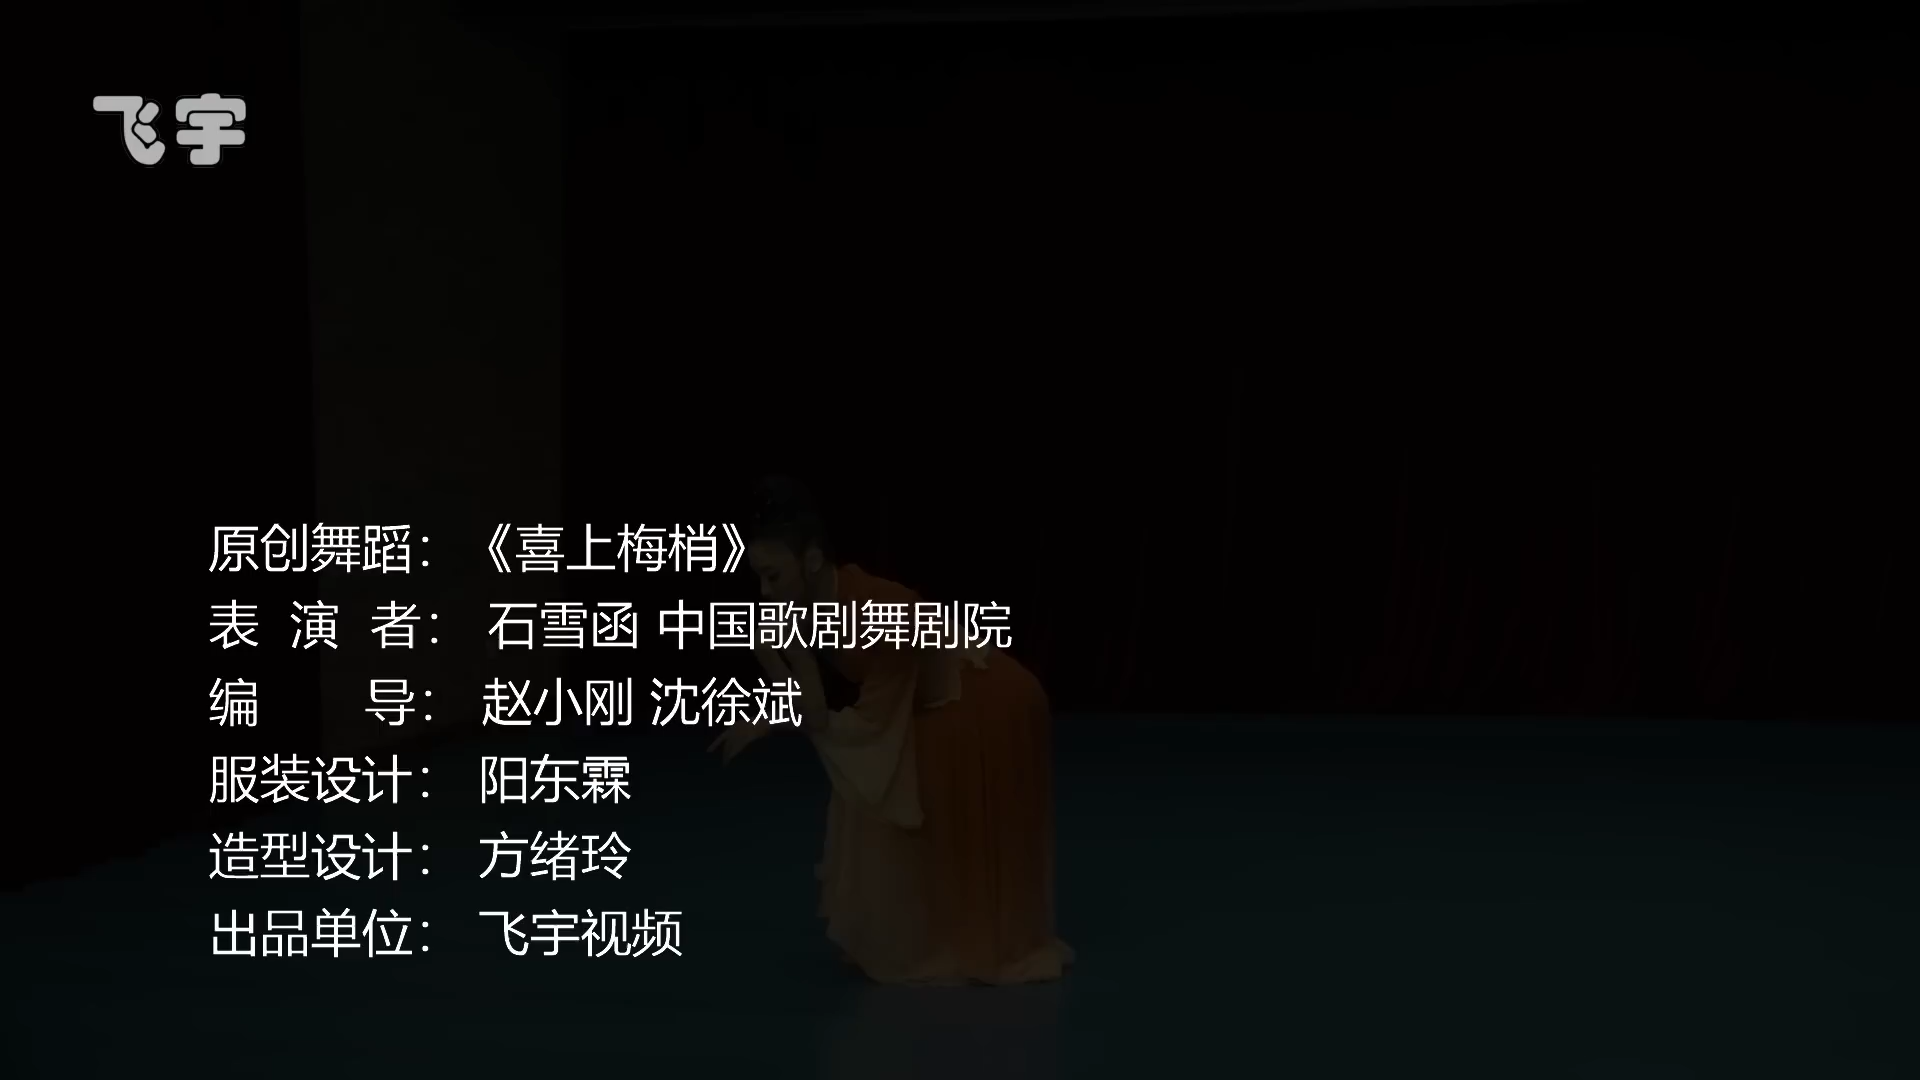 飞宇
原创舞蹈：《喜上梅梢》
表 演 者： 石雪函 中国歌剧舞剧院
编 导： 赵小刚 沈徐斌
服装设计： 阳东霖
造型设计： 方绪玲
出品单位： 飞宇视频